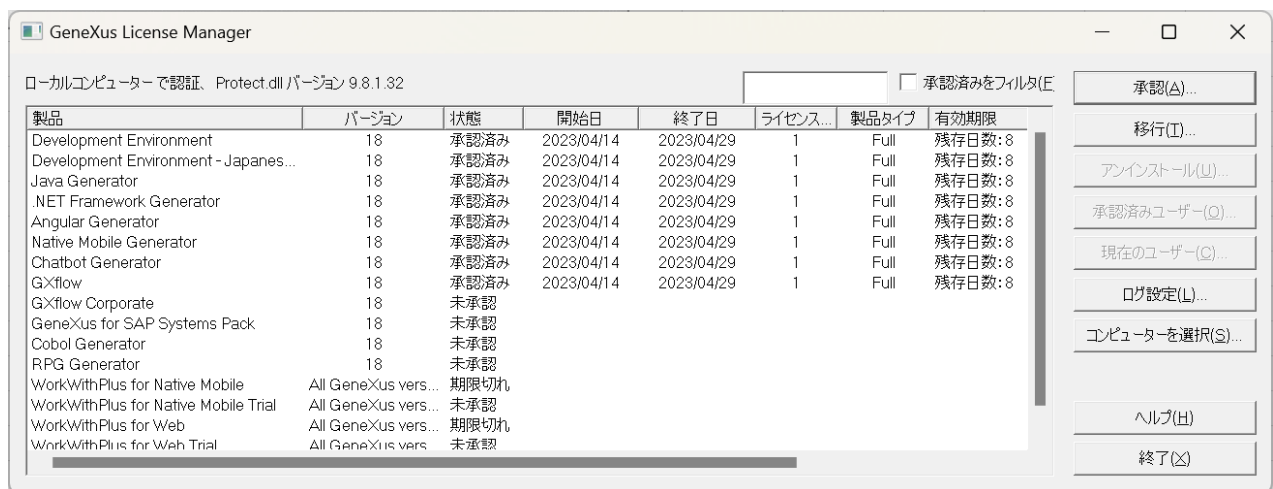 GeneXus License Manager
ローカルコンピューター で認証、 Protect.dll バージョン 9.8.1.32
承認済みをフィルタ(F
製品 バージョン 状態 開始日 終了日 ライセンス... 製品タイプ 有効期限
Development Environment 18 承認済み 2023/04/14 2023/04/29 1 Full 残存日数:8
Development Environment - Japanes... 18 承認済み 2023/04/14 2023/04/29 1 Full 残存日数:8
Java Generator 18 承認済み 2023/04/14 2023/04/29 1 Full 残存日数:8
.NET Framework Generator 18 承認済み 2023/04/14 2023/04/29 1 Full 残存日数:8
Angular Generator 18 承認済み 2023/04/14 2023/04/29 1 Full 残存日数:8
Native Mobile Generator 18 承認済み 2023/04/14 2023/04/29 1 Full 残存日数:8
Chatbot Generator 18 承認済み 2023/04/14 2023/04/29 1 Full 残存日数:8
GXflow 18 承認済み 2023/04/14 2023/04/29 1 Full 残存日数:8
GXflow Corporate 18 未承認
GeneXus for SAP Systems Pack 18 未承認
Cobol Generator 18 未承認
RPG Generator 18 未承認
WorkWithPlus for Native Mobile All GeneXus vers... 期限切れ
WorkWithPlus for Native Mobile Trial All GeneXus vers... 未承認
WorkWithPlus for Web All GeneXus vers... 期限切れ
WorkWithPlus for Web Trial All GeneXus vers... 未承認
承認(A)...
移行(T)...
アンインストール(U)...
承認済みユーザー(O)...
現在のユーザー(C)...
ログ設定(L)...
コンピューターを選択(S)...
ヘルプ(H)
終了(X)